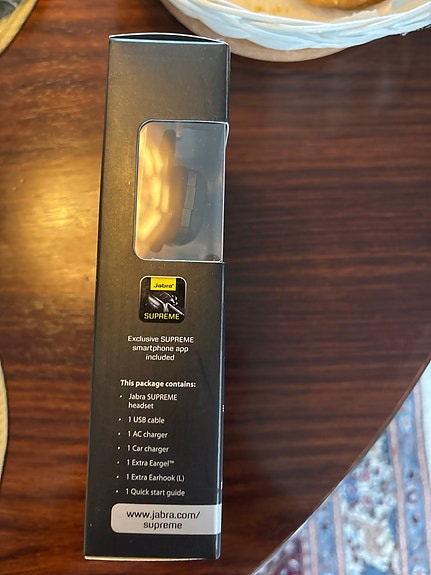 Jabra®
SUPREME
Exclusive SUPREME
smartphone app
included
This package contains:
• Jabra SUPREME
headset
• 1 USB cable
• 1 AC charger
• 1 Car charger
• 1 Extra Eargel™
• 1 Extra Earhook (L)
• 1 Quick start guide
www.jabra.com/
supreme